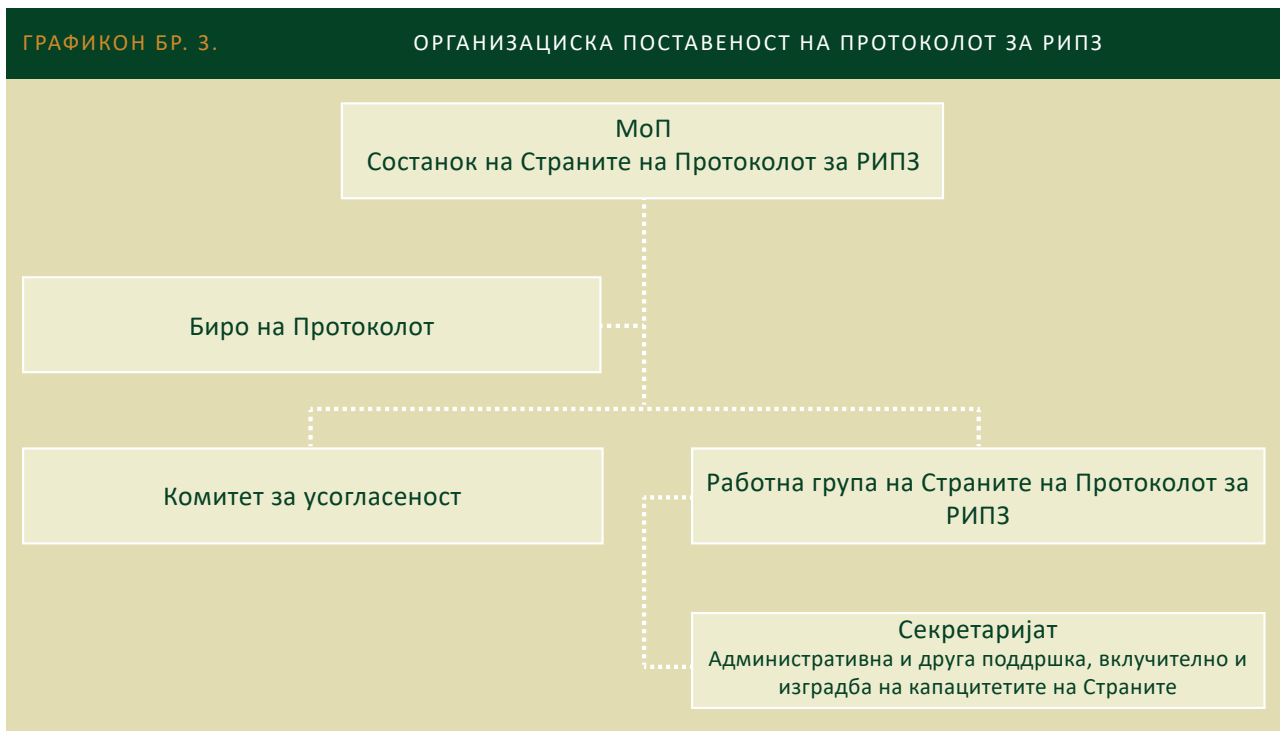 ГРАФИКОН БР. 3.
ОРГАНИЗАЦИСКА ПОСТАВЕНОСТ НА ПРОТОКОЛОТ ЗА РИПЗ
МоП
Состанок на Страните на Протоколот за РИПЗ
Биро на Протоколот
Комитет за усогласеност
Работна група на Страните на Протоколот за
РИПЗ
Секретаријат
Административна и друга поддршка, вклучително и
изградба на капацитетите на Страните